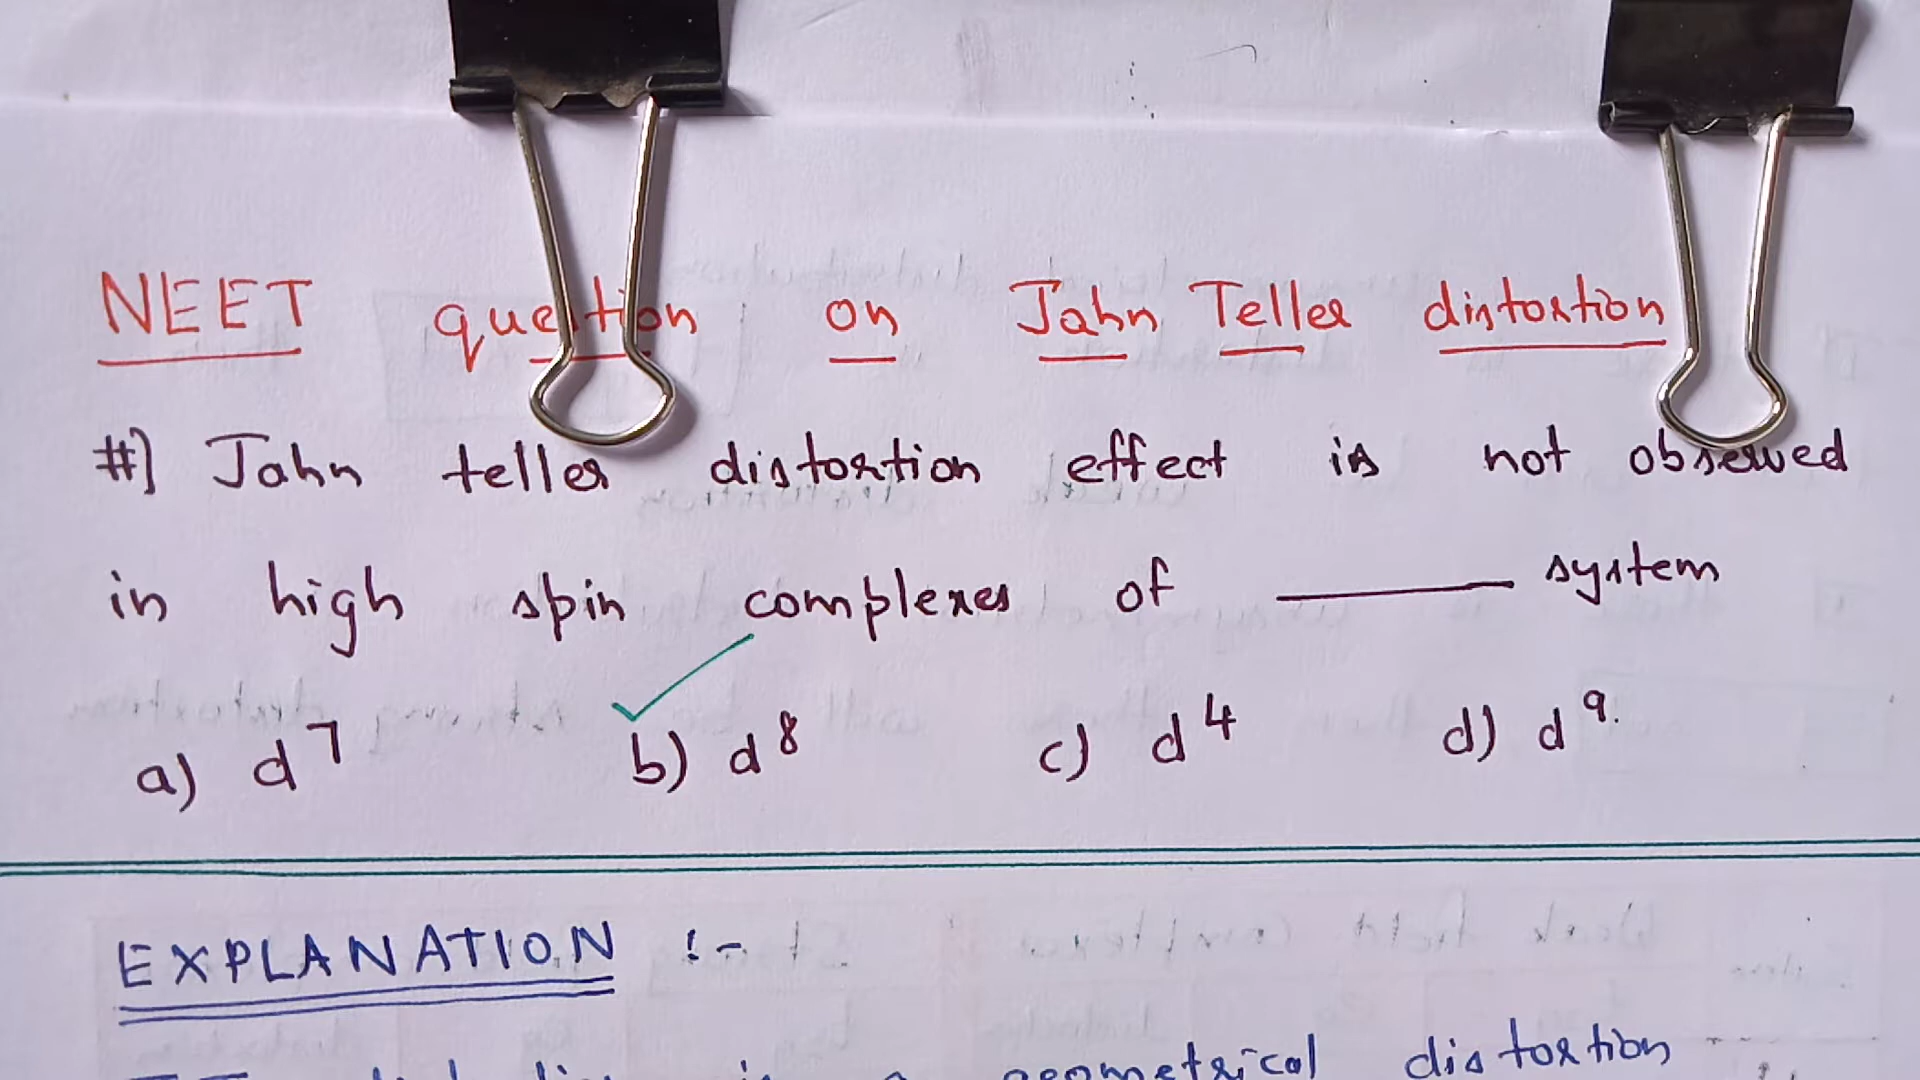 NEET question on Jahn Teller distortion
#) Jahn teller distortion effect is not observed
in high spin complexes of ______ system
a) d⁷ b) d⁸ c) d⁴ d) d⁹.
EXPLANATION :-
geometrical distortion